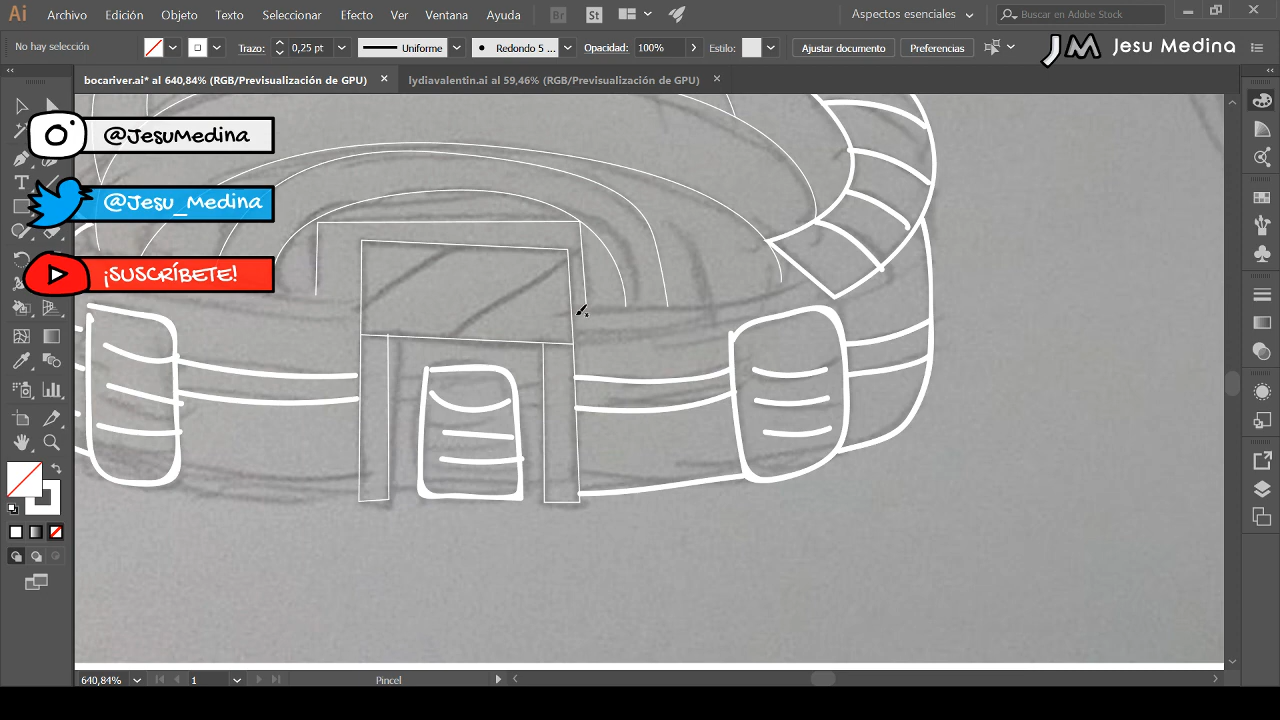 Ai Archivo Edición Objeto Texto Seleccionar Efecto Ver Ventana Ayuda Br St Aspectos esenciales Buscar en Adobe Stock
No hay selección Trazo: 0,25 pt Uniforme Redondo 5 ... Opacidad: 100% Estilo: Ajustar documento Preferencias JM Jesu Medina
bocariver.ai* al 640,84% (RGB/Previsualización de GPU) × lydiavalentin.ai al 59,46% (RGB/Previsualización de GPU) ×
@JesuMedina
@Jesu_Medina
¡SUSCRÍBETE!
640,84% 1 Pincel